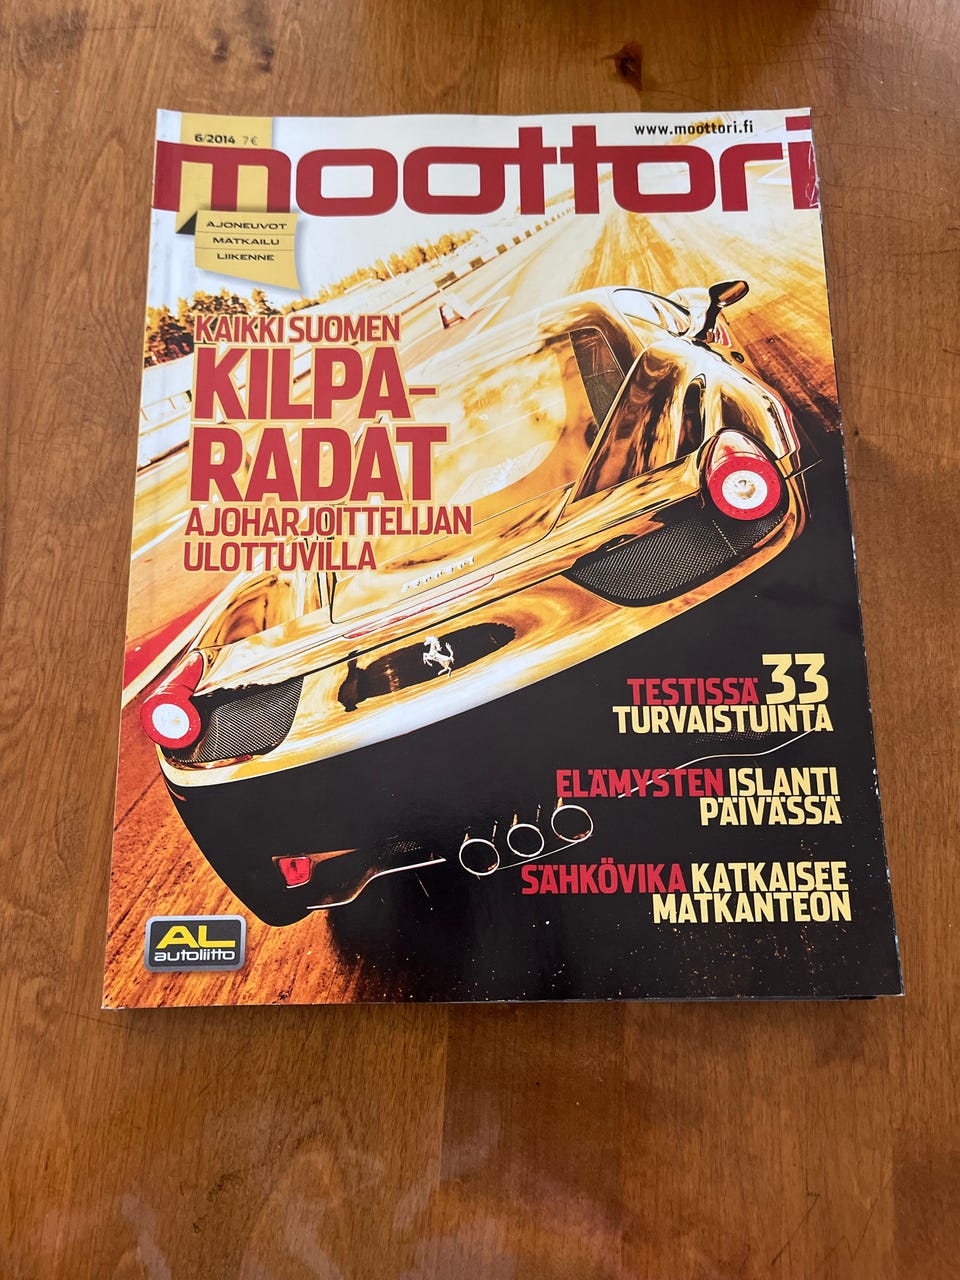 www.moottori.fi
6/2014 7€
moottori
AJONEUVOT
MATKAILU
LIIKENNE
KAIKKI SUOMEN
KILPA-
RADAT
AJOHARJOITTELIJAN
ULOTTUVILLA
TESTISSÄ 33
TURVAISTUINTA
ELÄMYSTEN ISLANTI
PÄIVÄSSÄ
SÄHKÖVIKA KATKAISEE
MATKANTEON
AL
autoliitto